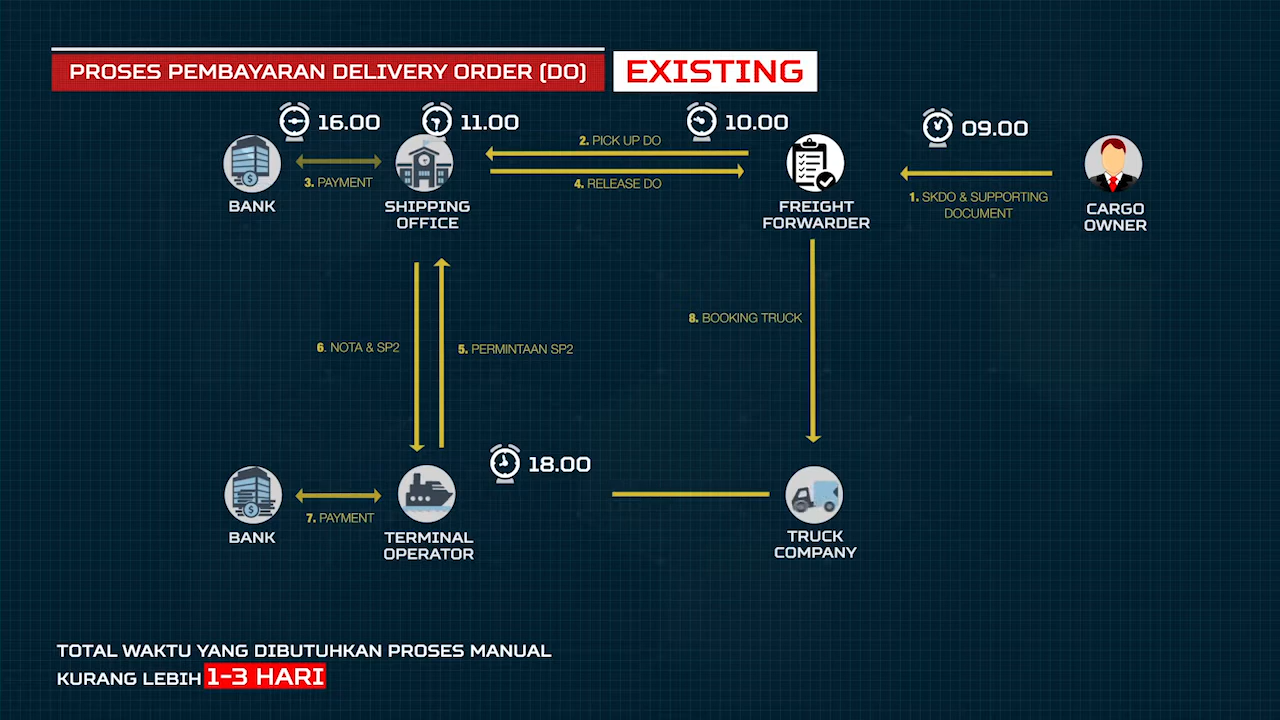 PROSES PEMBAYARAN DELIVERY ORDER (DO)
EXISTING
16.00
11.00
10.00
09.00
2. PICK UP DO
3. PAYMENT
4. RELEASE DO
1. SKDO & SUPPORTING
DOCUMENT
BANK
SHIPPING
OFFICE
FREIGHT
FORWARDER
CARGO
OWNER
8. BOOKING TRUCK
6. NOTA & SP2
5. PERMINTAAN SP2
18.00
7. PAYMENT
BANK
TERMINAL
OPERATOR
TRUCK
COMPANY
TOTAL WAKTU YANG DIBUTUHKAN PROSES MANUAL
KURANG LEBIH 1-3 HARI